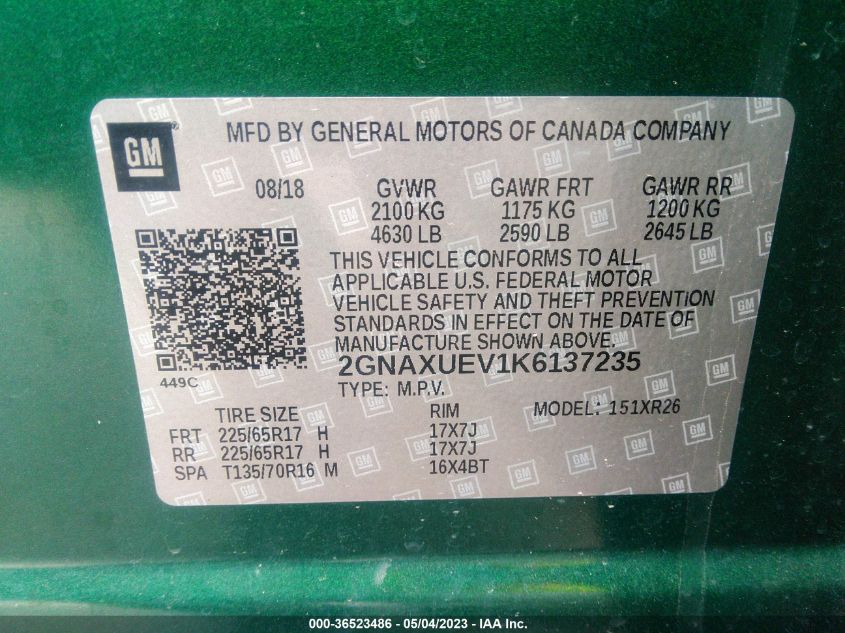 GM
MFD BY GENERAL MOTORS OF CANADA COMPANY
08/18 GVWR GAWR FRT GAWR RR
2100 KG 1175 KG 1200 KG
4630 LB 2590 LB 2645 LB
THIS VEHICLE CONFORMS TO ALL
APPLICABLE U.S. FEDERAL MOTOR
VEHICLE SAFETY AND THEFT PREVENTION
STANDARDS IN EFFECT ON THE DATE OF
MANUFACTURE SHOWN ABOVE.
2GNAXUEV1K6137235
449C TYPE: M.P.V.
TIRE SIZE RIM MODEL: 151XR26
FRT 225/65R17 H 17X7J
RR 225/65R17 H 17X7J
SPA T135/70R16 M 16X4BT
000-36523486 - 05/04/2023 - IAA Inc.